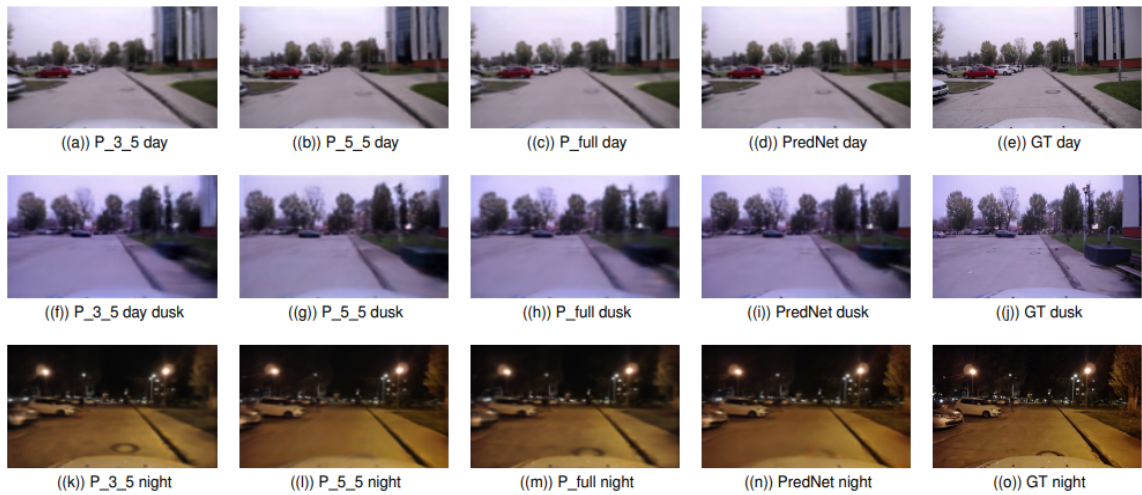 ((a)) P_3_5 day
((b)) P_5_5 day
((c)) P_full day
((d)) PredNet day
((e)) GT day
((f)) P_3_5 day dusk
((g)) P_5_5 dusk
((h)) P_full dusk
((i)) PredNet dusk
((j)) GT dusk
((k)) P_3_5 night
((l)) P_5_5 night
((m)) P_full night
((n)) PredNet night
((o)) GT night